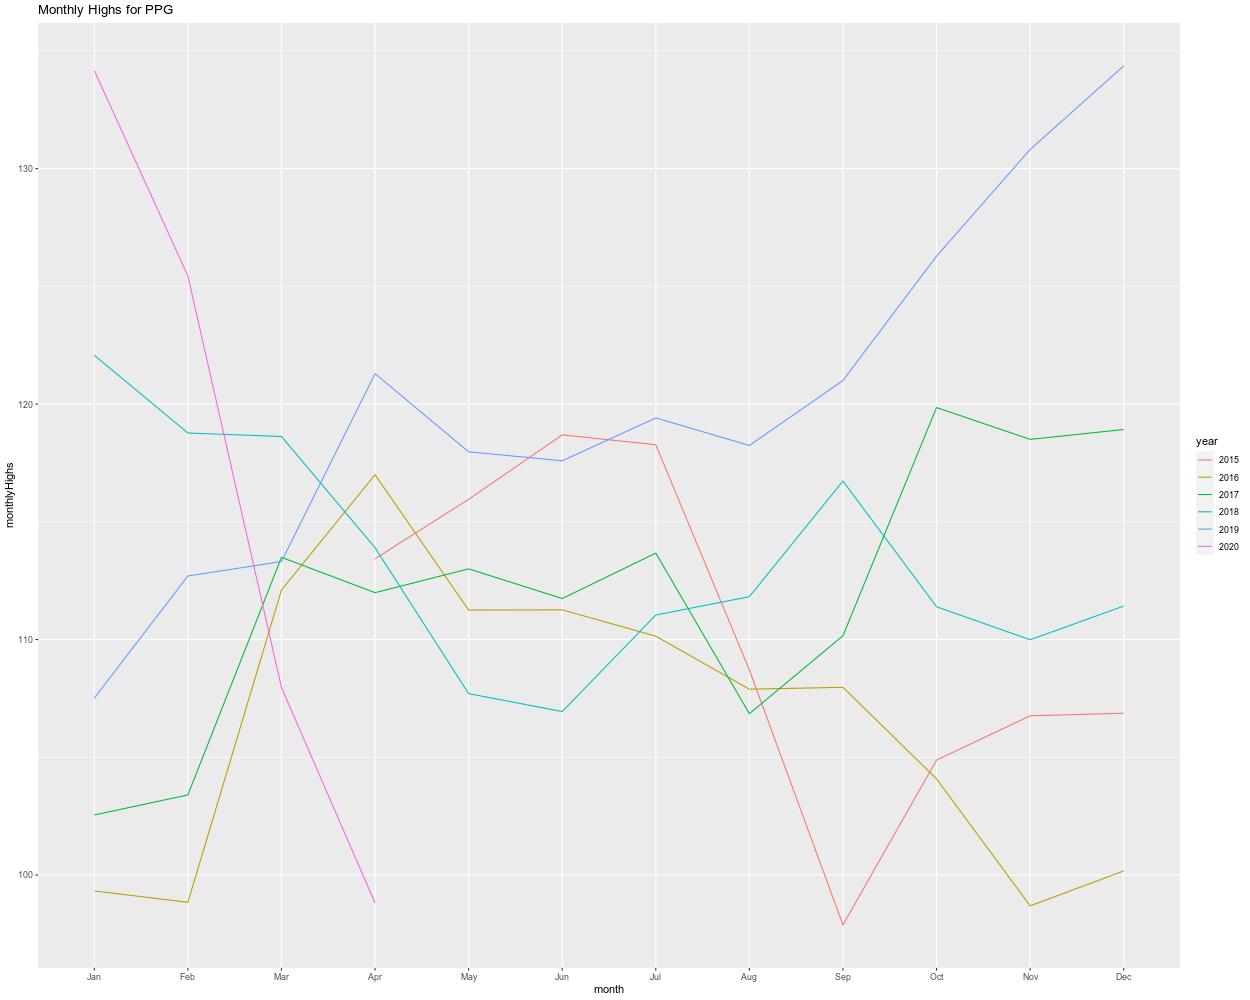 Monthly Highs for PPG
130
120
110
100
monthlyHighs
Jan Feb Mar Apr May Jun Jul Aug Sep Oct Nov Dec
month
year
2015
2016
2017
2018
2019
2020